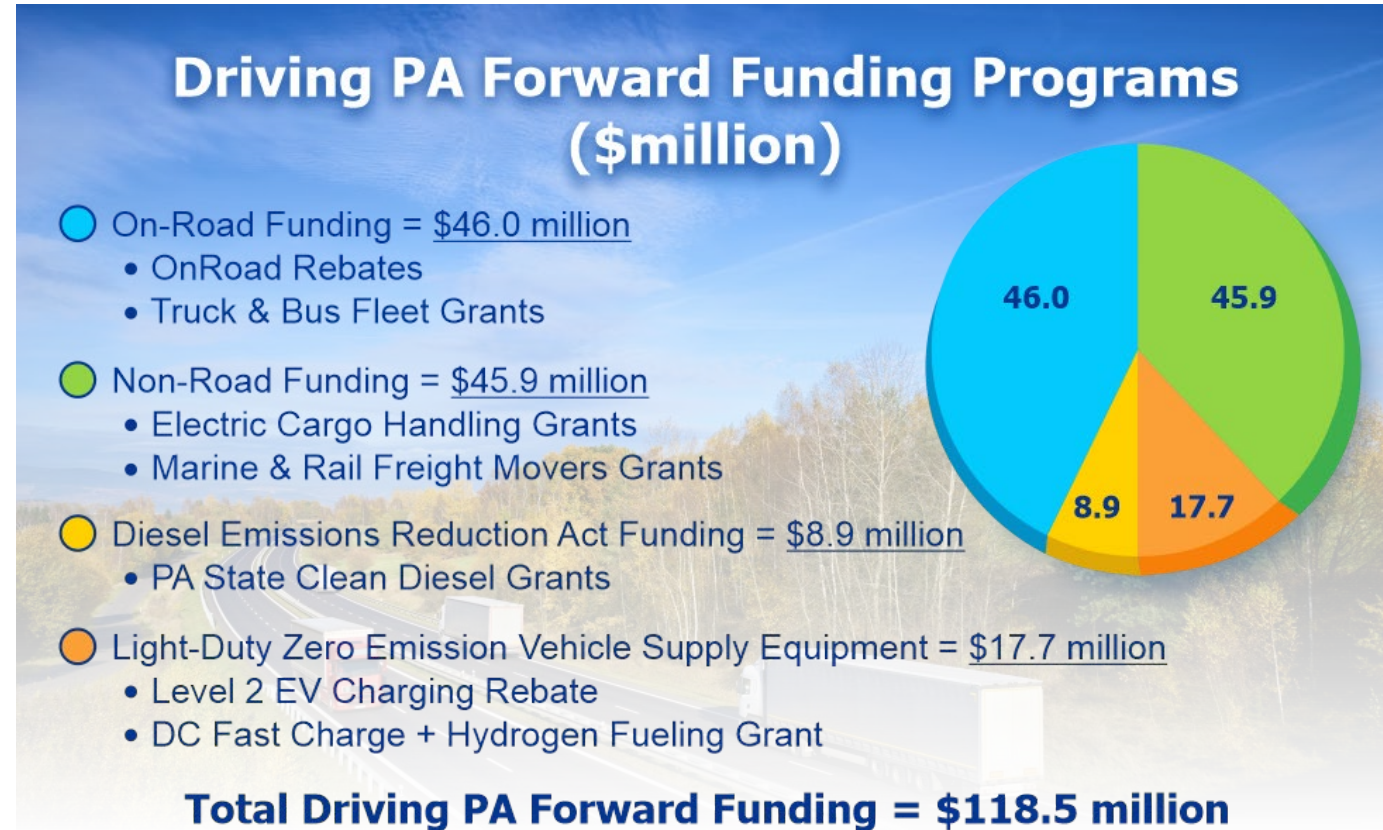 Driving PA Forward Funding Programs
($million)
On-Road Funding = $46.0 million
• OnRoad Rebates
• Truck & Bus Fleet Grants
Non-Road Funding = $45.9 million
• Electric Cargo Handling Grants
• Marine & Rail Freight Movers Grants
Diesel Emissions Reduction Act Funding = $8.9 million
• PA State Clean Diesel Grants
Light-Duty Zero Emission Vehicle Supply Equipment = $17.7 million
• Level 2 EV Charging Rebate
• DC Fast Charge + Hydrogen Fueling Grant
46.0
45.9
8.9
17.7
Total Driving PA Forward Funding = $118.5 million